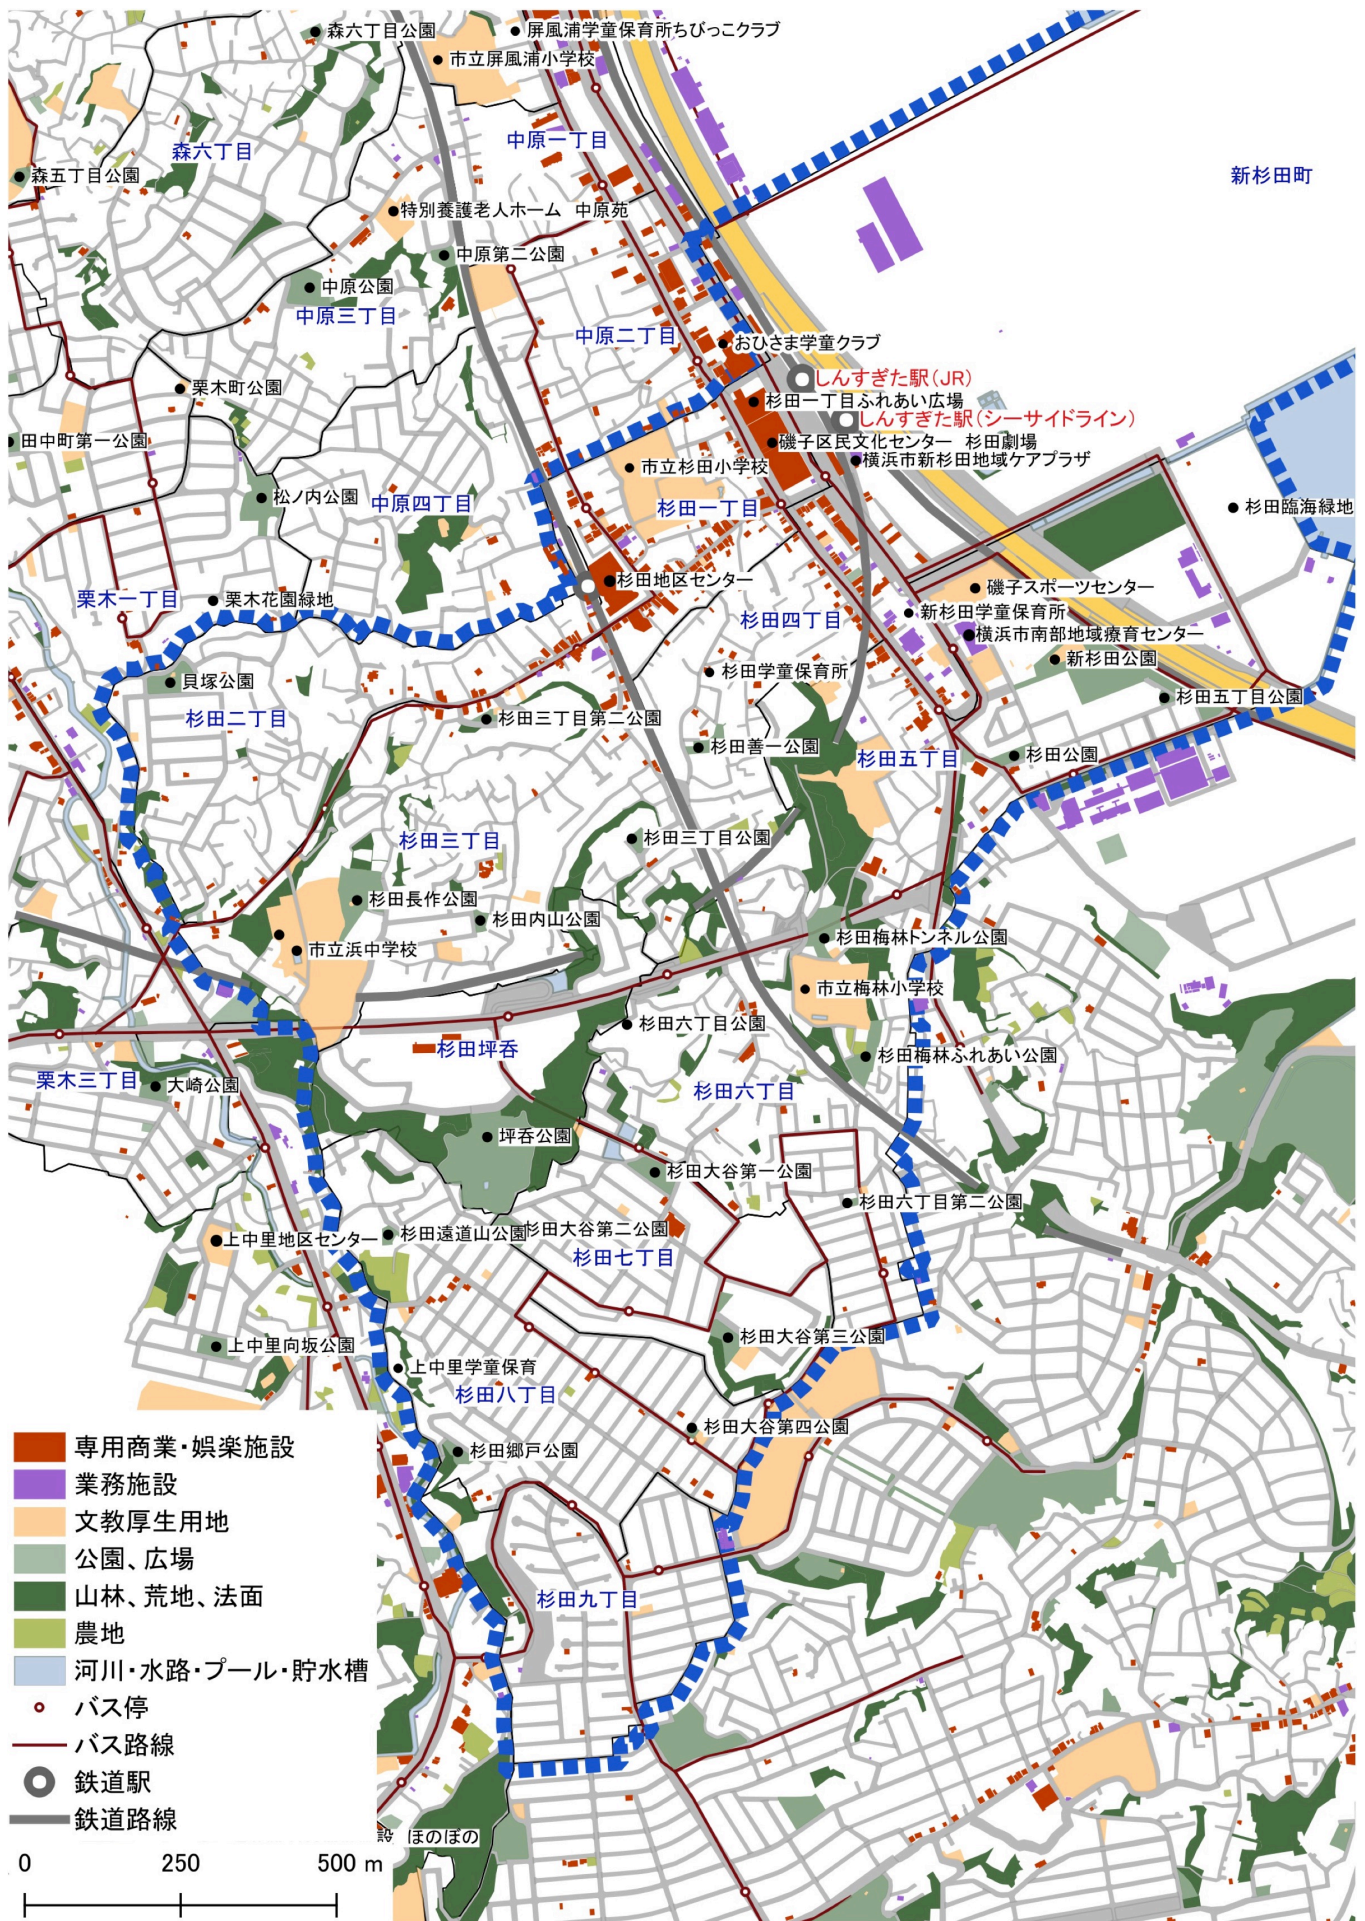 森六丁目公園
屏風浦学童保育所ちびっこクラブ
市立屏風浦小学校
中原一丁目
森六丁目
森五丁目公園
新杉田町
特別養護老人ホーム　中原苑
中原第二公園
中原公園
中原三丁目
中原二丁目
おひさま学童クラブ
しんすぎた駅(JR)
栗木町公園
杉田一丁目ふれあい広場
しんすぎた駅(シーサイドライン)
田中町第一公園
磯子区民文化センター　杉田劇場
横浜市新杉田地域ケアプラザ
市立杉田小学校
松ノ内公園
中原四丁目
杉田一丁目
杉田臨海緑地
杉田地区センター
磯子スポーツセンター
栗木一丁目
栗木花園緑地
新杉田学童保育所
杉田四丁目
横浜市南部地域療育センター
新杉田公園
杉田学童保育所
貝塚公園
杉田五丁目公園
杉田二丁目
杉田三丁目第二公園
杉田善一公園
杉田五丁目
杉田公園
杉田三丁目
杉田三丁目公園
杉田長作公園
杉田内山公園
杉田梅林トンネル公園
市立浜中学校
市立梅林小学校
杉田六丁目公園
杉田坪呑
杉田梅林ふれあい公園
栗木三丁目
大崎公園
杉田六丁目
坪呑公園
杉田大谷第一公園
杉田六丁目第二公園
上中里地区センター
杉田遠道山公園
杉田大谷第二公園
杉田七丁目
上中里向坂公園
杉田大谷第三公園
上中里学童保育
杉田八丁目
杉田大谷第四公園
杉田郷戸公園
杉田九丁目
専用商業・娯楽施設
業務施設
文教厚生用地
公園、広場
山林、荒地、法面
農地
河川・水路・プール・貯水槽
バス停
バス路線
鉄道駅
鉄道路線
設　ほのぼの
0 250 500 m